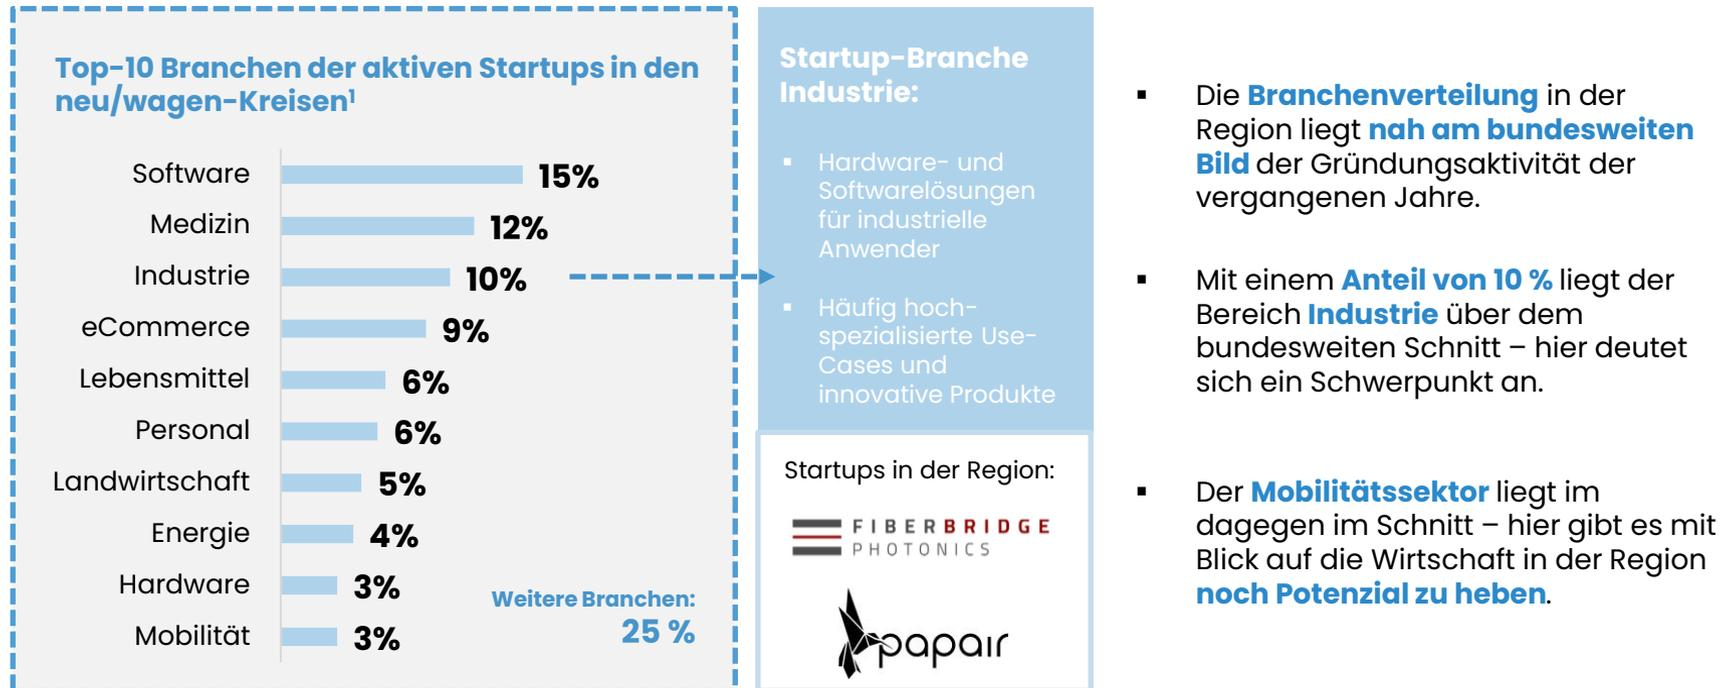 Top-10 Branchen der aktiven Startups in den
neu/wagen-Kreisen¹
Software 15%
Medizin 12%
Industrie 10%
eCommerce 9%
Lebensmittel 6%
Personal 6%
Landwirtschaft 5%
Energie 4%
Hardware 3%
Mobilität 3%
Weitere Branchen:
25 %
Startup-Branche
Industrie:
▪ Hardware- und
Softwarelösungen
für industrielle
Anwender
▪ Häufig hoch-
spezialisierte Use-
Cases und
innovative Produkte
Startups in der Region:
FIBERBRIDGE
PHOTONICS
papair
▪ Die Branchenverteilung in der
Region liegt nah am bundesweiten
Bild der Gründungsaktivität der
vergangenen Jahre.
▪ Mit einem Anteil von 10 % liegt der
Bereich Industrie über dem
bundesweiten Schnitt – hier deutet
sich ein Schwerpunkt an.
▪ Der Mobilitätssektor liegt im
dagegen im Schnitt – hier gibt es mit
Blick auf die Wirtschaft in der Region
noch Potenzial zu heben.